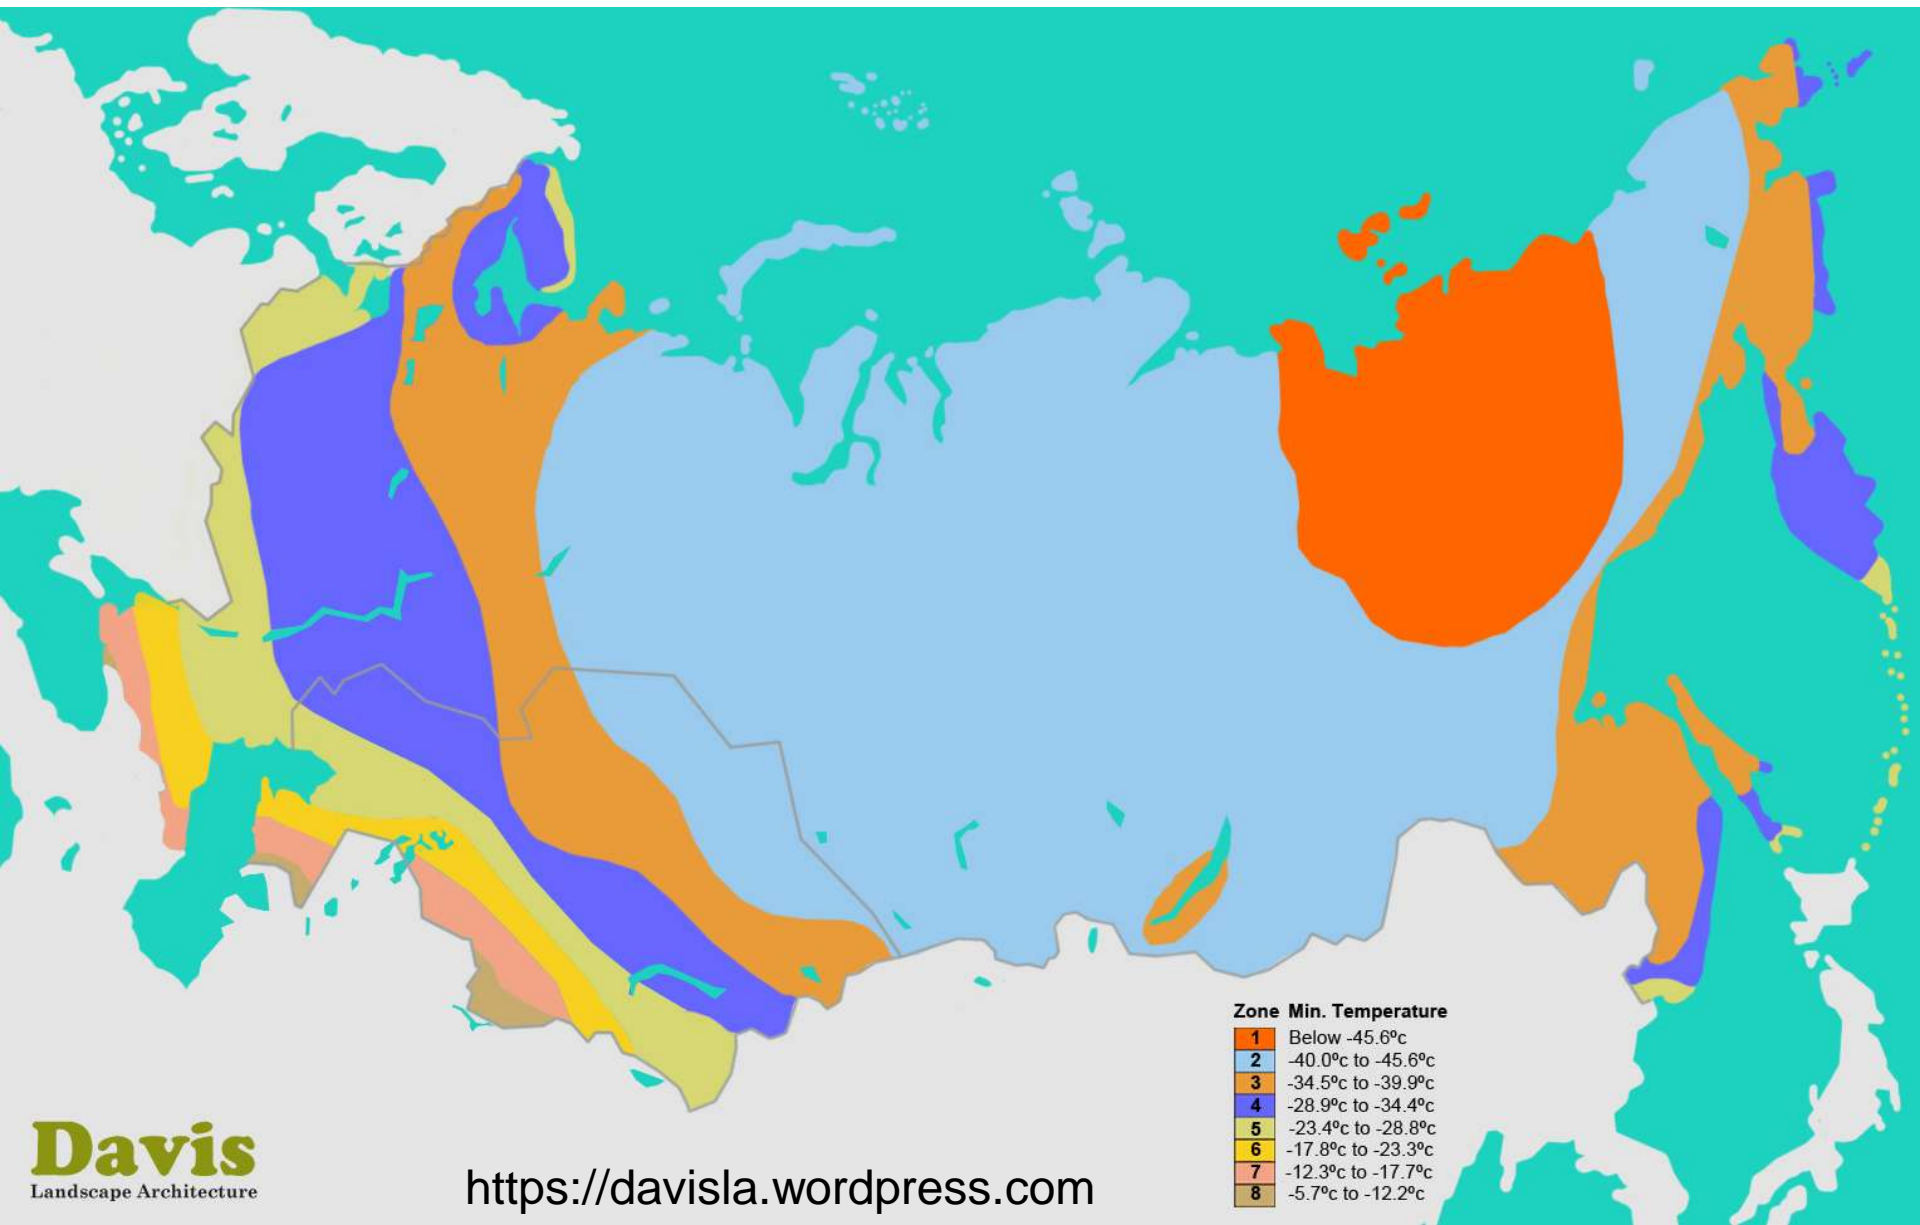 Zone Min. Temperature
1 Below -45.6ºc
2 -40.0ºc to -45.6ºc
3 -34.5ºc to -39.9ºc
4 -28.9ºc to -34.4ºc
5 -23.4ºc to -28.8ºc
6 -17.8ºc to -23.3ºc
7 -12.3ºc to -17.7ºc
8 -5.7ºc to -12.2ºc
Davis
Landscape Architecture
https://davisla.wordpress.com